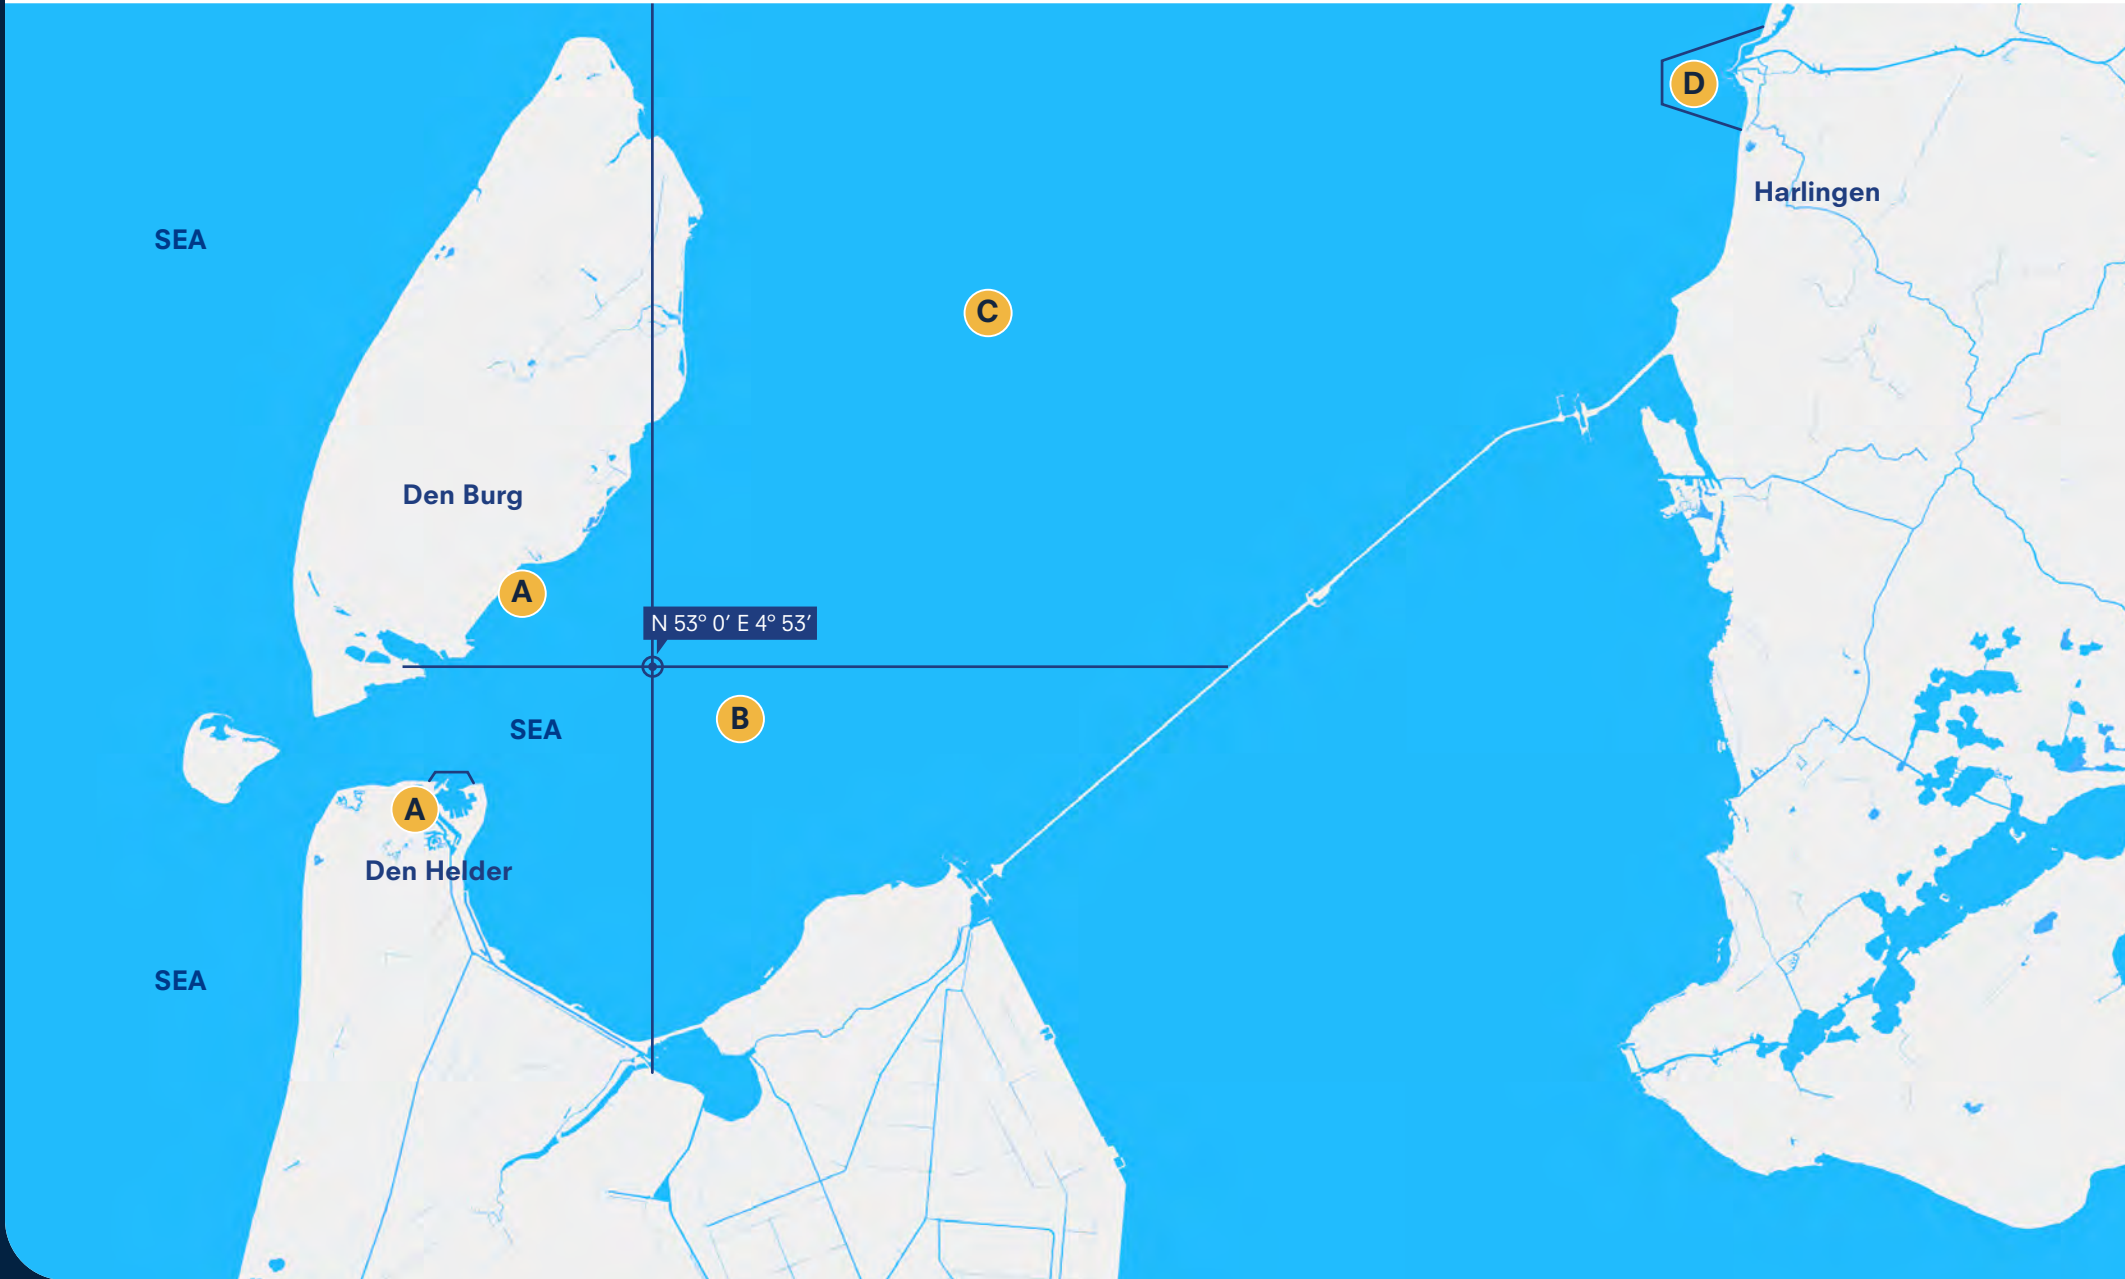 D
Harlingen
SEA
C
Den Burg
A
N 53° 0′ E 4° 53′
B
SEA
A
Den Helder
SEA